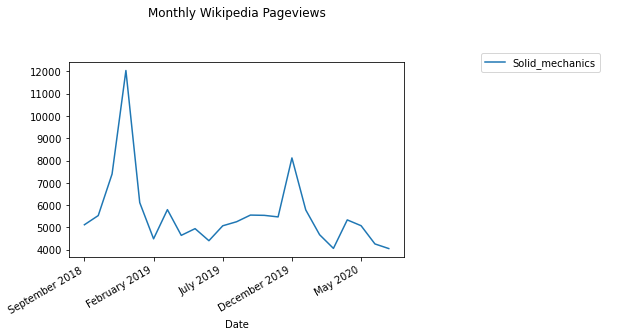 Monthly Wikipedia Pageviews
Solid_mechanics
12000
11000
10000
9000
8000
7000
6000
5000
4000
September 2018
February 2019
July 2019
December 2019
May 2020
Date